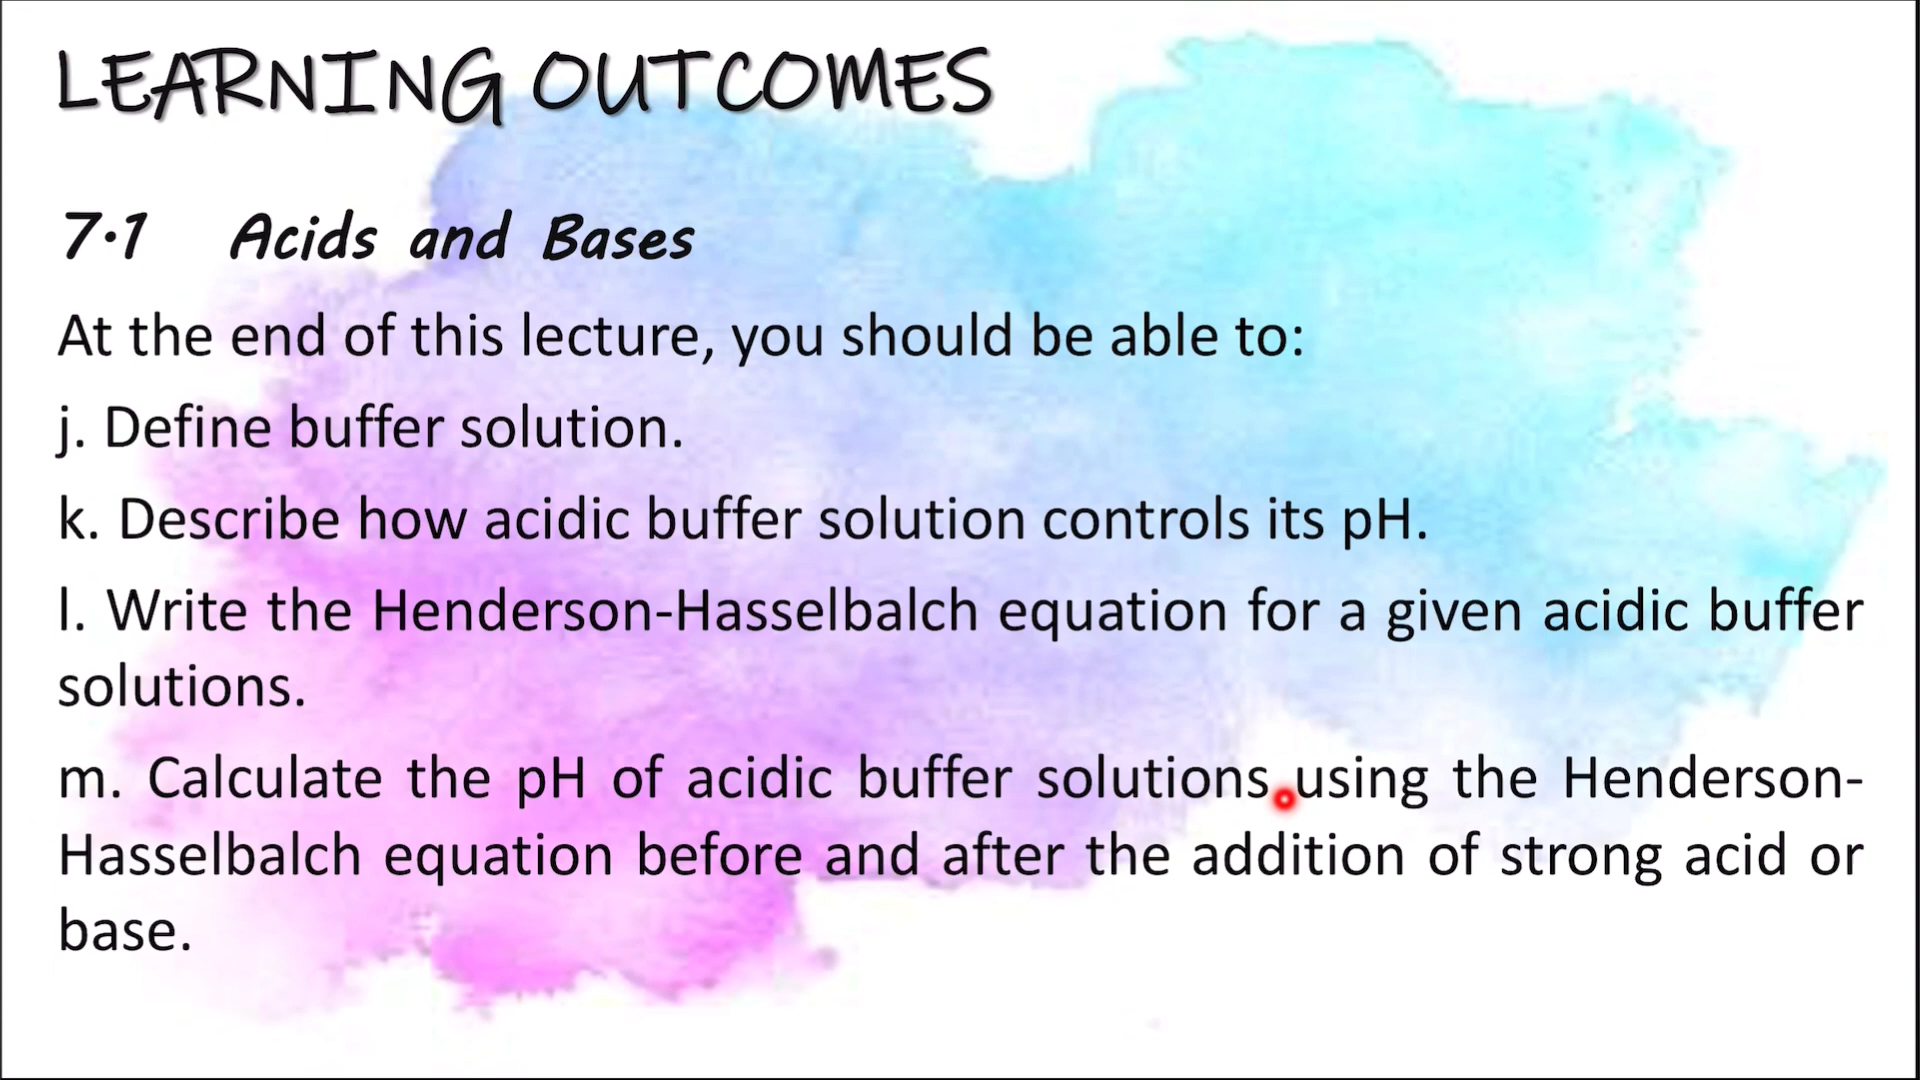 LEARNING OUTCOMES
7.1 Acids and Bases
At the end of this lecture, you should be able to:
j. Define buffer solution.
k. Describe how acidic buffer solution controls its pH.
l. Write the Henderson-Hasselbalch equation for a given acidic buffer
solutions.
m. Calculate the pH of acidic buffer solutions using the Henderson-
Hasselbalch equation before and after the addition of strong acid or
base.